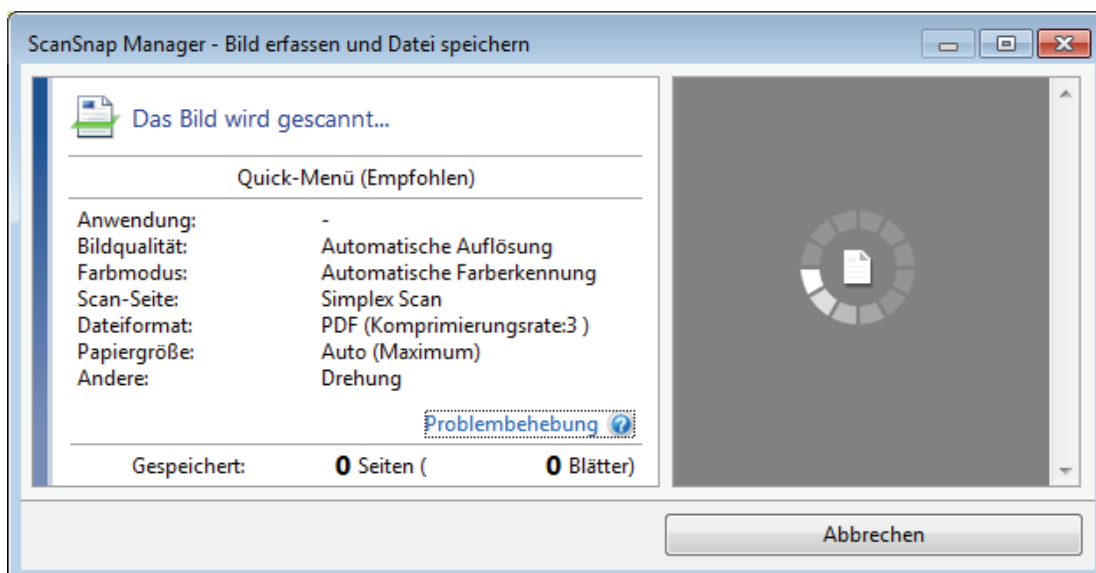 ScanSnap Manager - Bild erfassen und Datei speichern
Das Bild wird gescannt...
Quick-Menü (Empfohlen)
Anwendung: -
Bildqualität: Automatische Auflösung
Farbmodus: Automatische Farberkennung
Scan-Seite: Simplex Scan
Dateiformat: PDF (Komprimierungsrate:3 )
Papiergröße: Auto (Maximum)
Andere: Drehung
Problembehebung ?
Gespeichert: 0 Seiten ( 0 Blätter)
Abbrechen